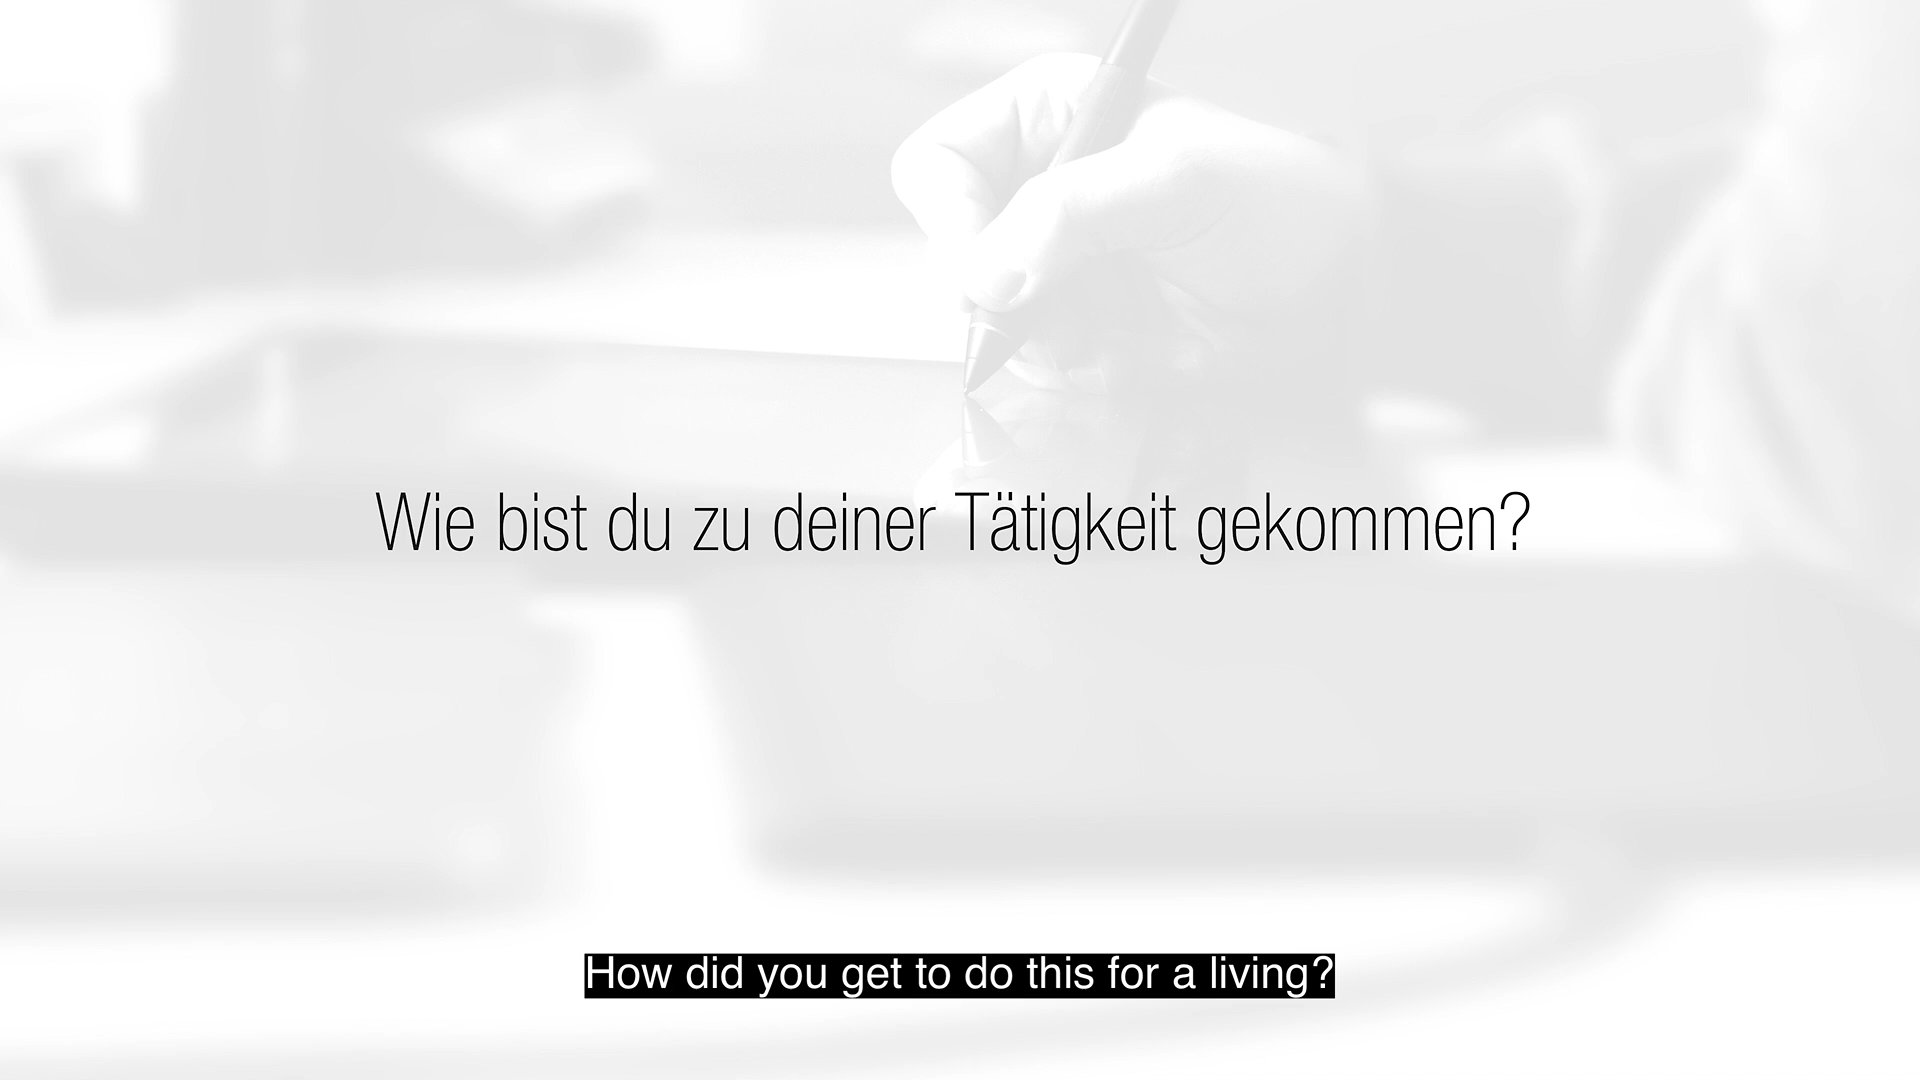 Wie bist du zu deiner Tätigkeit gekommen?
How did you get to do this for a living?